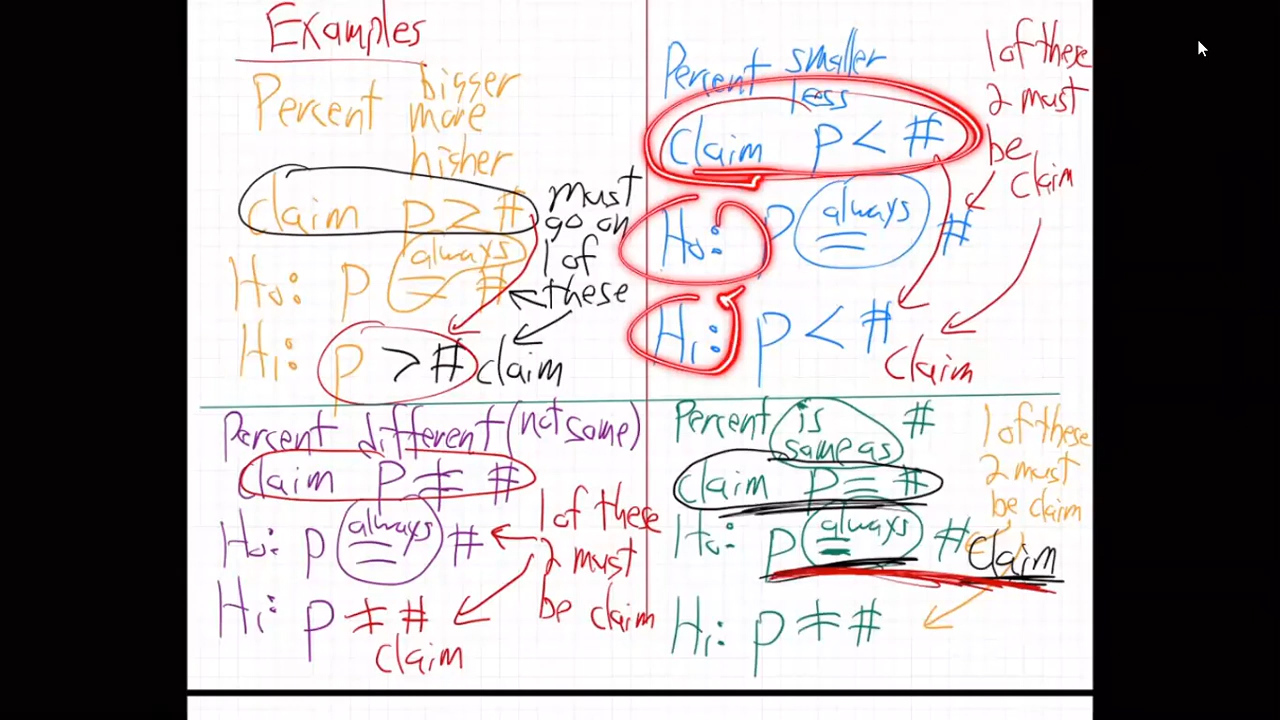 Examples
Percent bigger
more
higher
claim p > #
H0: p always = #
H1: p > # claim
must
go on
1 of
these
Percent smaller
less
claim p < #
H0: p always = #
H1: p < #
claim
1 of these
2 must
be
claim
Percent different (not same)
claim p ≠ #
H0: p always = #
H1: p ≠ #
claim
1 of these
2 must
be claim
Percent is #
same as
claim p = #
H0: p always = # claim
H1: p ≠ #
1 of these
2 must
be claim